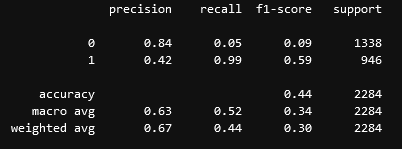 precision recall f1-score support
0 0.84 0.05 0.09 1338
1 0.42 0.99 0.59 946
accuracy 0.44 2284
macro avg 0.63 0.52 0.34 2284
weighted avg 0.67 0.44 0.30 2284